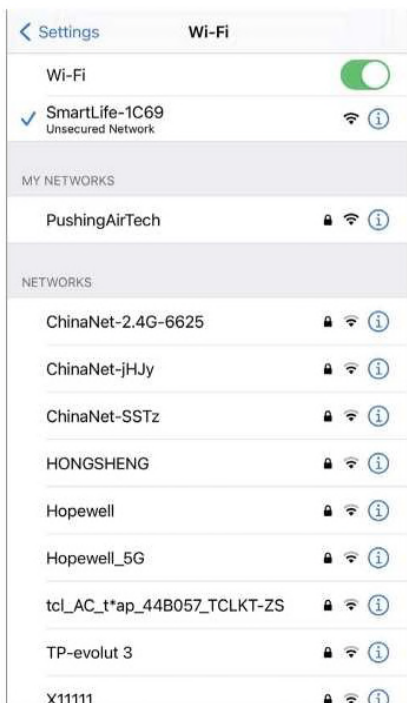 Settings
Wi-Fi
Wi-Fi
SmartLife-1C69
Unsecured Network
MY NETWORKS
PushingAirTech
NETWORKS
ChinaNet-2.4G-6625
ChinaNet-jHJy
ChinaNet-SSTz
HONGSHENG
Hopewell
Hopewell_5G
tcl_AC_t*ap_44B057_TCLKT-ZS
TP-evolut 3
X11111